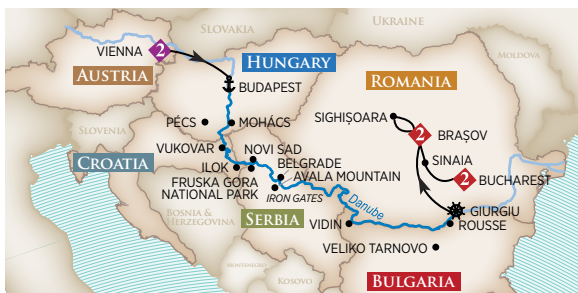 SLOVAKIA
UKRAINE
VIENNA
2
HUNGARY
Moldova
AUSTRIA
ROMANIA
BUDAPEST
SIGHIȘOARA
PÉCS
MOHÁCS
2
BRAȘOV
SLOVENIA
VUKOVAR
NOVI SAD
SINAIA
CROATIA
ILOK
BELGRADE
2
BUCHAREST
FRUSKA GORA
NATIONAL PARK
AVALA MOUNTAIN
IRON GATES
Danube
BOSNIA &
HERZEGOVINA
SERBIA
GIURGIU
VIDIN
ROUSSE
VELIKO TARNOVO
MONTENEGRO
KOSOVO
BULGARIA